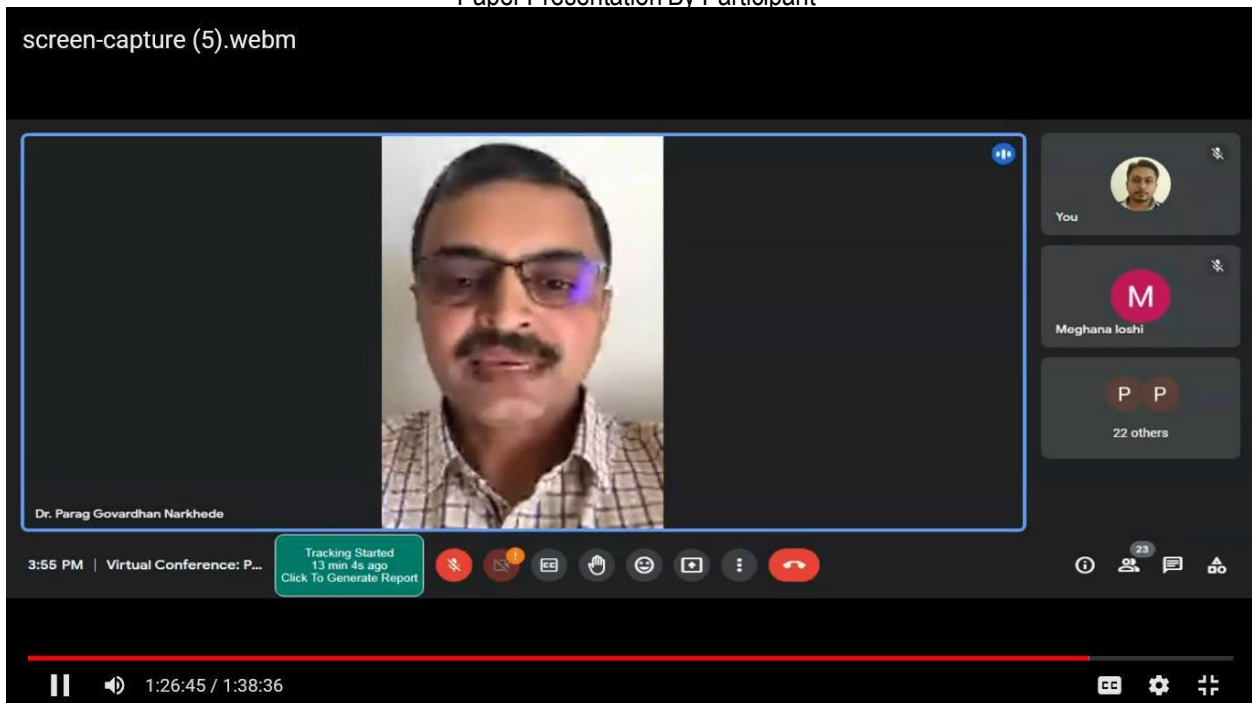 Paper Presentation By Participant
screen-capture (5).webm
You
Meghana Ioshi
P P
22 others
M
Dr. Parag Govardhan Narkhede
3:55 PM | Virtual Conference: P...
Tracking Started
13 min 4s ago
Click To Generate Report
CC
23
1:26:45 / 1:38:36
CC